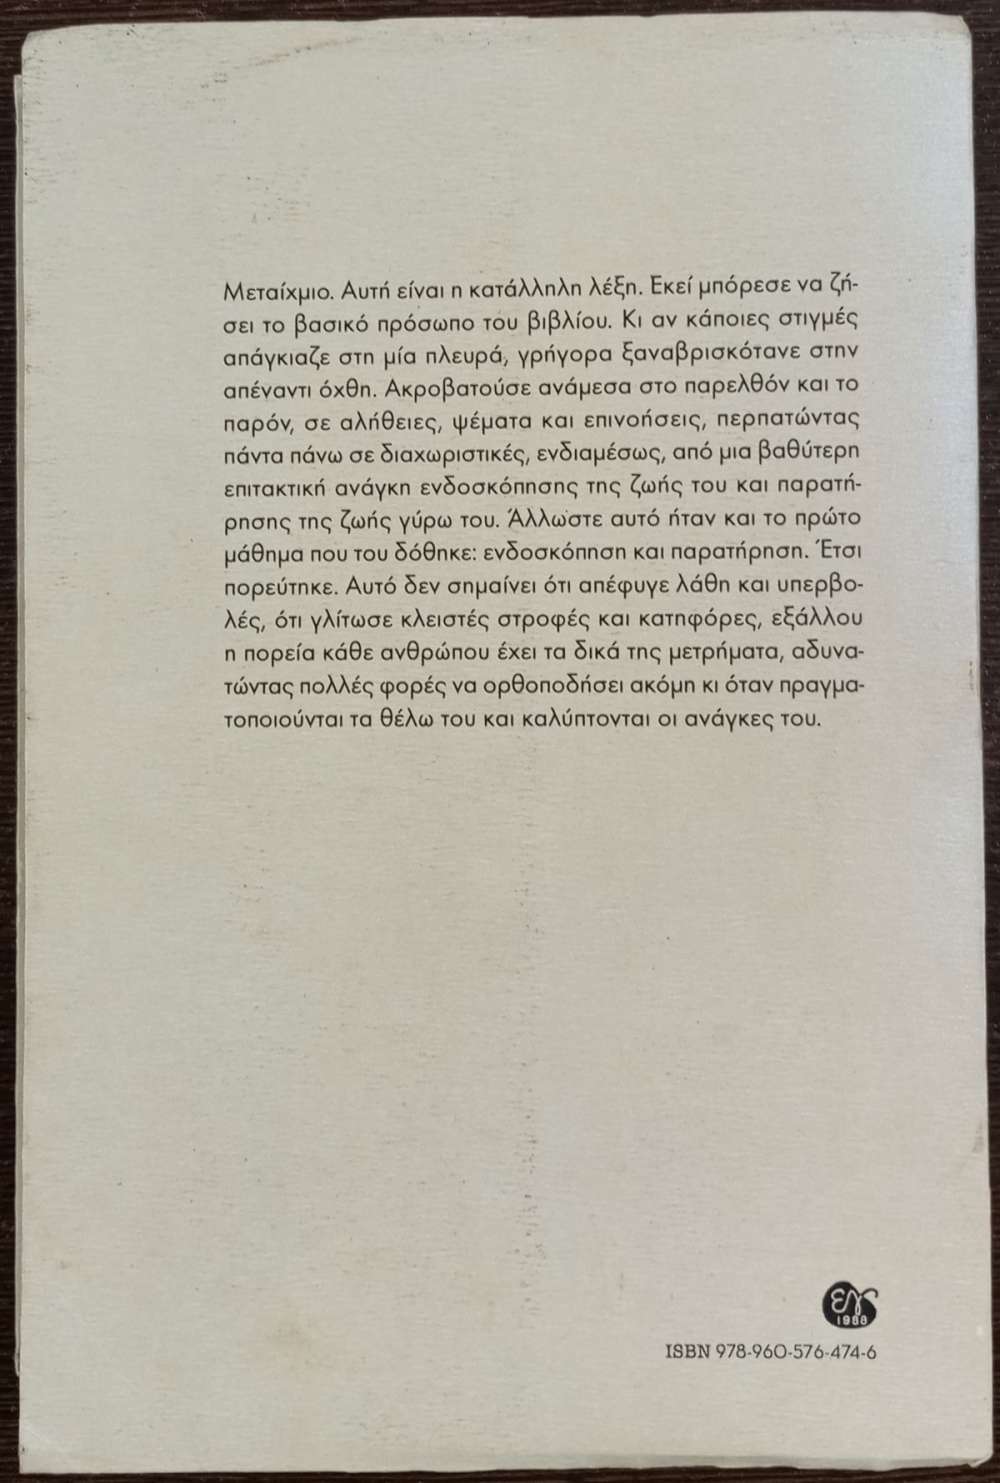 Μεταίχμιο. Αυτή είναι η κατάλληλη λέξη. Εκεί μπόρεσε να ζή-
σει το βασικό πρόσωπο του βιβλίου. Κι αν κάποιες στιγμές
απάγκιαζε στη μία πλευρά, γρήγορα ξαναβρισκότανε στην
απέναντι όχθη. Ακροβατούσε ανάμεσα στο παρελθόν και το
παρόν, σε αλήθειες, ψέματα και επινοήσεις, περπατώντας
πάντα πάνω σε διαχωριστικές, ενδιαμέσως, από μια βαθύτερη
επιτακτική ανάγκη ενδοσκόπησης της ζωής του και παρατή-
ρησης της ζωής γύρω του. Άλλωστε αυτό ήταν και το πρώτο
μάθημα που του δόθηκε: ενδοσκόπηση και παρατήρηση. Έτσι
πορεύτηκε. Αυτό δεν σημαίνει ότι απέφυγε λάθη και υπερβο-
λές, ότι γλίτωσε κλειστές στροφές και κατηφόρες, εξάλλου
η πορεία κάθε ανθρώπου έχει τα δικά της μετρήματα, αδυνα-
τώντας πολλές φορές να ορθοποδήσει ακόμη κι όταν πραγμα-
τοποιούνται τα θέλω του και καλύπτονται οι ανάγκες του.
ΕΝ
1988
ISBN 978-960-576-474-6